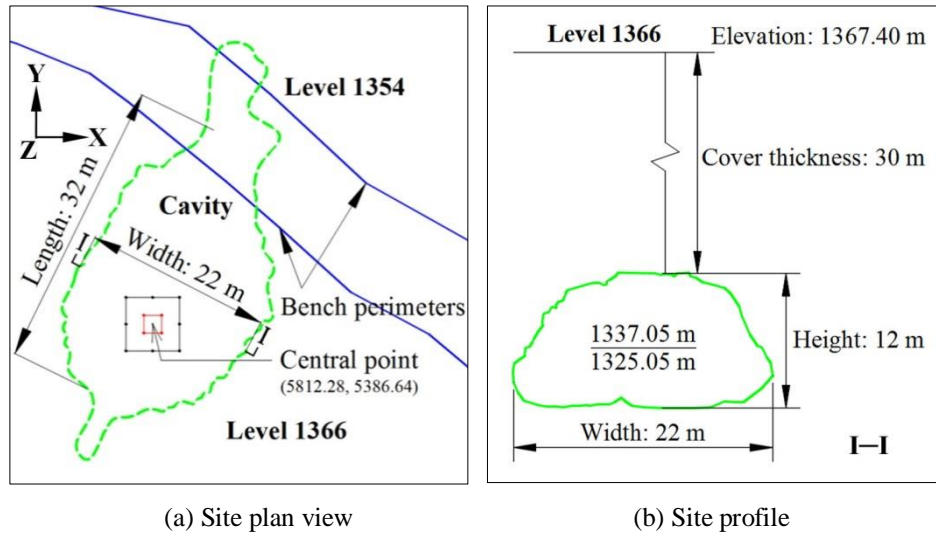 Y
X
Z
Level 1354
Length: 32 m
Cavity
I
Width: 22 m
I
Bench perimeters
Central point
(5812.28, 5386.64)
Level 1366
Level 1366
Elevation: 1367.40 m
Cover thickness: 30 m
1337.05 m
1325.05 m
Height: 12 m
Width: 22 m
I—I
(a) Site plan view
(b) Site profile